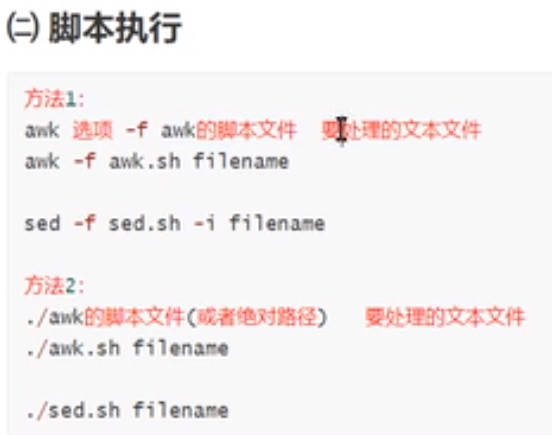 ㈡ 脚本执行
方法1:
awk 选项 -f awk的脚本文件 要处理的文本文件
awk -f awk.sh filename
sed -f sed.sh -i filename
方法2:
./awk的脚本文件(或者绝对路径) 要处理的文本文件
./awk.sh filename
./sed.sh filename